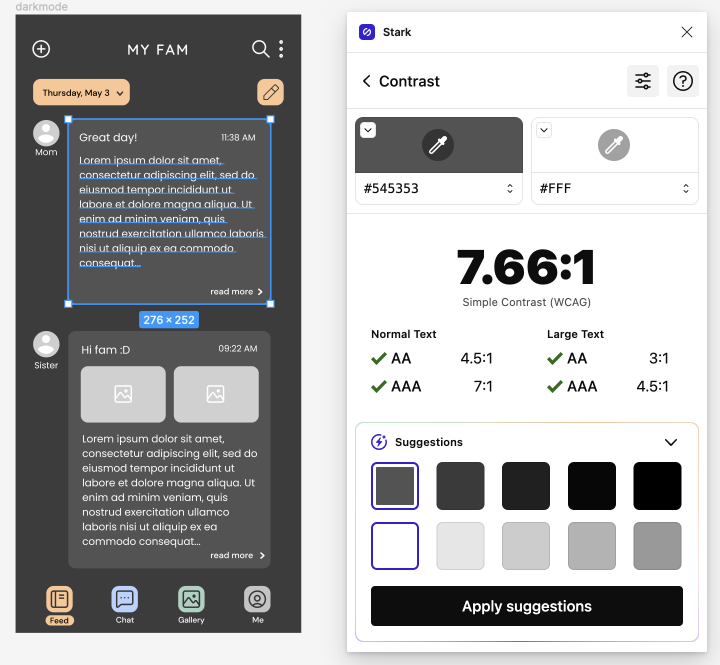 darkmode
MY FAM
Thursday, May 3
Mom
Great day!
11:38 AM
Lorem ipsum dolor sit amet,
consectetur adipiscing elit, sed do
eiusmod tempor incididunt ut
labore et dolore magna aliqua. Ut
enim ad minim veniam, quis
nostrud exercitation ullamco laboris
nisi ut aliquip ex ea commodo
consequat...
read more
276 × 252
Sister
Hi fam :D
09:22 AM
Lorem ipsum dolor sit amet,
consectetur adipiscing elit, sed do
eiusmod tempor incididunt ut
labore et dolore magna aliqua. Ut
enim ad minim veniam, quis
nostrud exercitation ullamco
laboris nisi ut aliquip ex ea
commodo consequat...
read more
Feed
Chat
Gallery
Me
Stark
Contrast
#545353
#FFF
7.66:1
Simple Contrast (WCAG)
Normal Text
AA 4.5:1
AAA 7:1
Large Text
AA 3:1
AAA 4.5:1
Suggestions
Apply suggestions